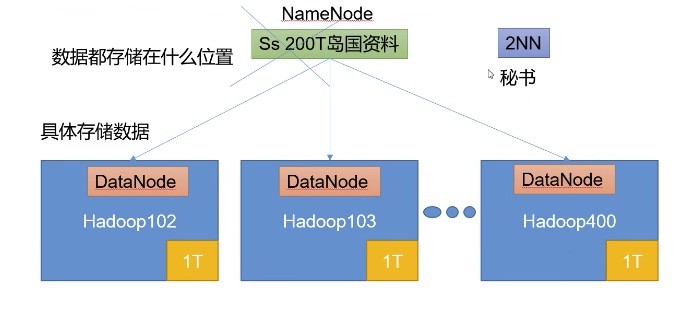 NameNode
Ss 200T岛国资料
2NN
数据都存储在什么位置
秘书
具体存储数据
DataNode
DataNode
DataNode
Hadoop102
Hadoop103
Hadoop400
1T
1T
1T